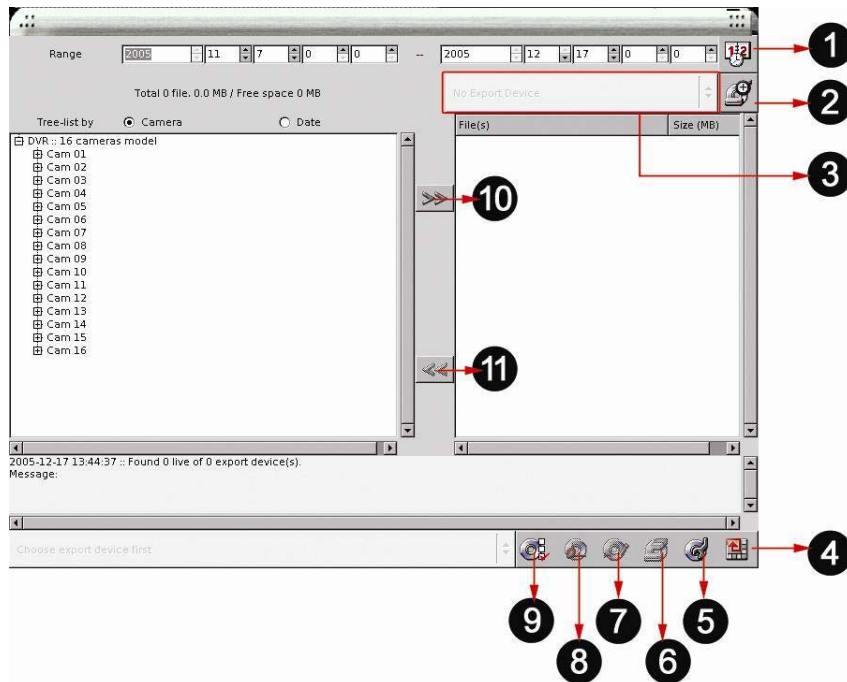 Range 2005 11 7 0 0 -- 2005 12 17 0 0
12
1
Total 0 file. 0.0 MB / Free space 0 MB
No Export Device
2
Tree-list by Camera Date
File(s) Size (MB)
3
DVR :: 16 cameras model
Cam 01
Cam 02
Cam 03
Cam 04
Cam 05
Cam 06
Cam 07
Cam 08
Cam 09
Cam 10
Cam 11
Cam 12
Cam 13
Cam 14
Cam 15
Cam 16
10
11
2005-12-17 13:44:37 :: Found 0 live of 0 export device(s).
Message:
Choose export device first
4
9
8
7
6
5